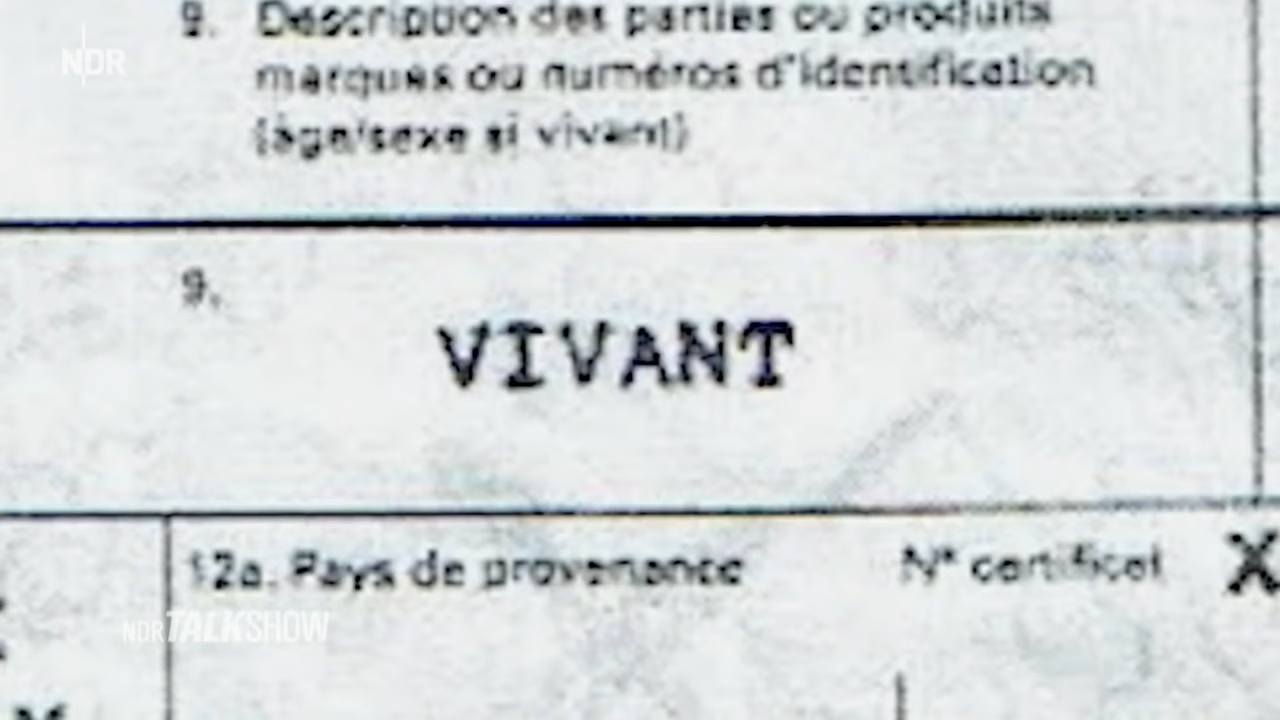 NDR
9. Description des parties ou produits
marques ou numéros d'identification
(âge/sexe si vivant)
9.
VIVANT
12a. Pays de provenance
N° certificat
X
NDR TALKSHOW